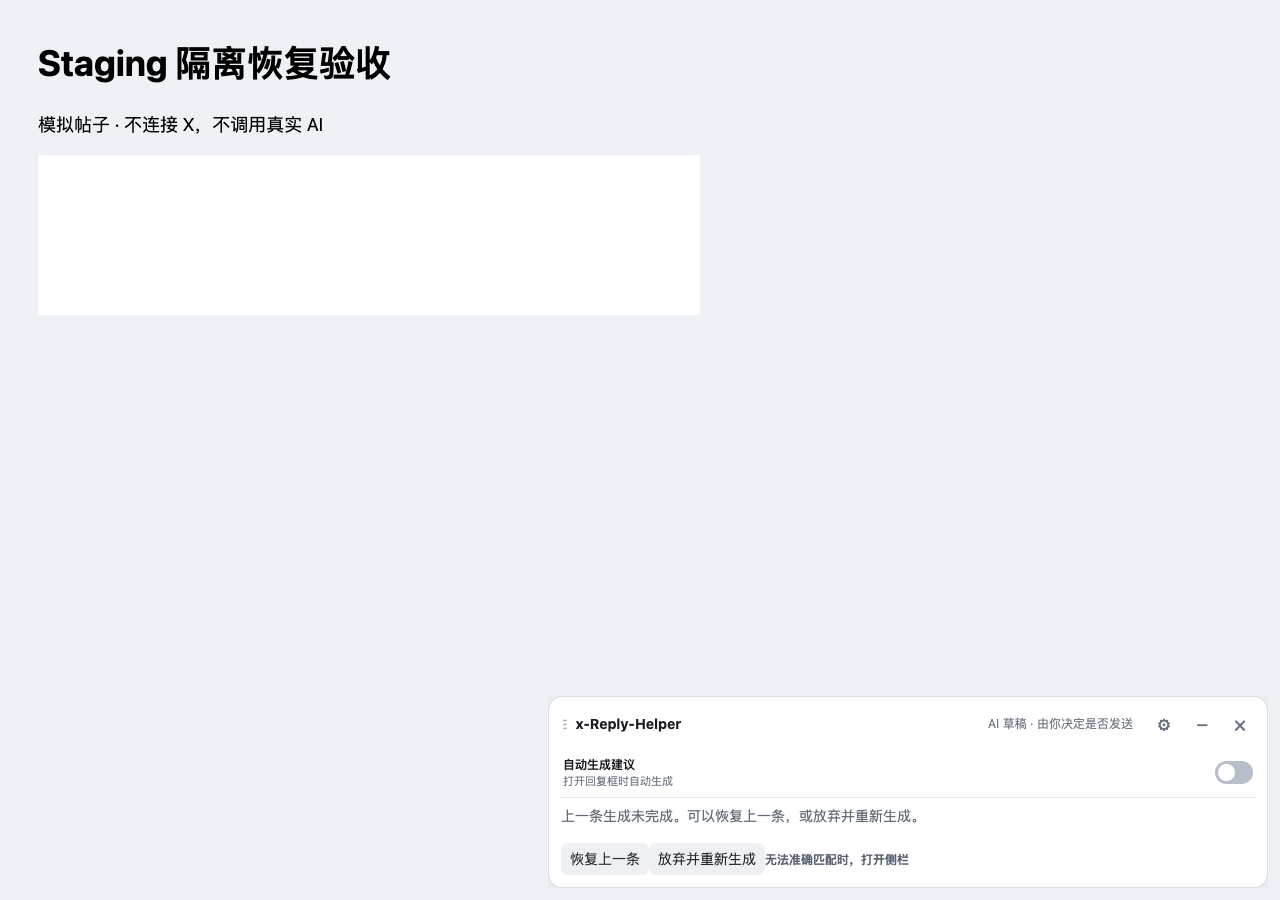 Staging 隔离恢复验收
模拟帖子 · 不连接 X，不调用真实 AI
x-Reply-Helper
AI 草稿 · 由你决定是否发送
自动生成建议
打开回复框时自动生成
上一条生成未完成。可以恢复上一条，或放弃并重新生成。
恢复上一条 放弃并重新生成 无法准确匹配时，打开侧栏